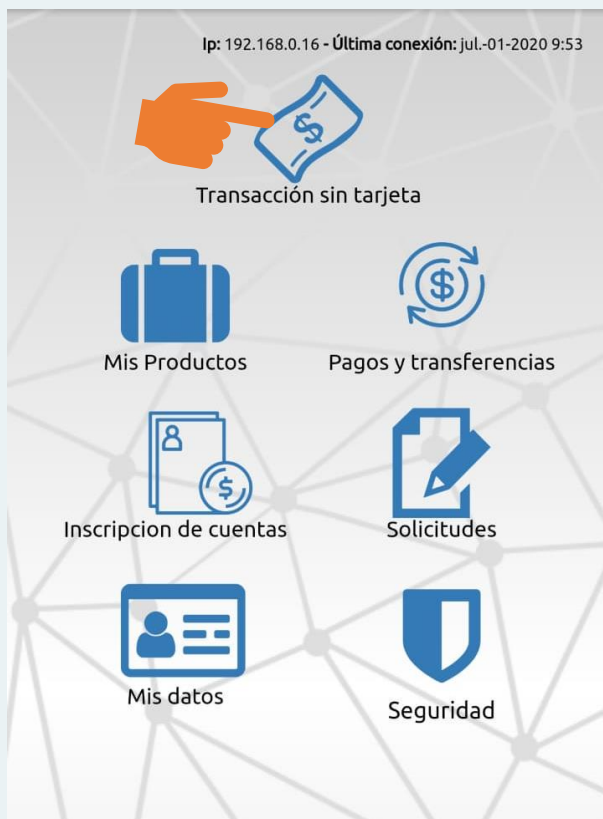 Ip: 192.168.0.16 - Última conexión: jul.-01-2020 9:53
Transacción sin tarjeta
Mis Productos
Pagos y transferencias
Inscripcion de cuentas
Solicitudes
Mis datos
Seguridad